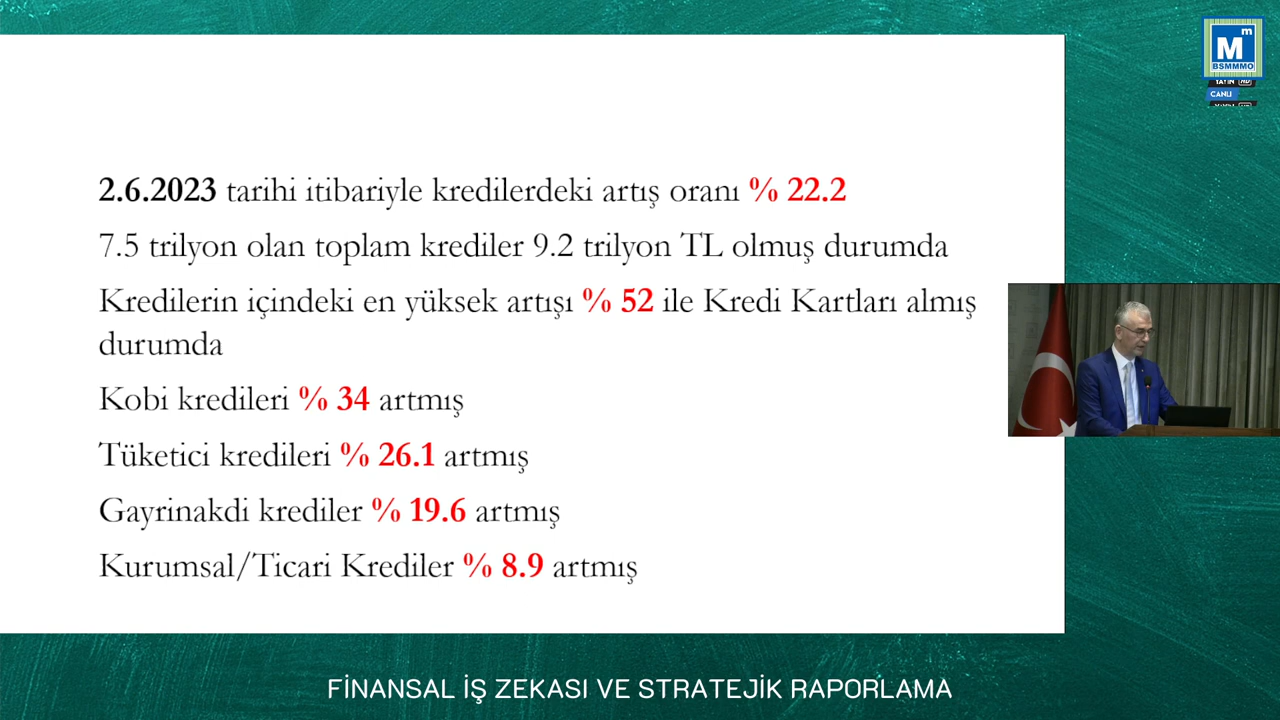 2.6.2023 tarihi itibariyle kredilerdeki artış oranı % 22.2
7.5 trilyon olan toplam krediler 9.2 trilyon TL olmuş durumda
Kredilerin içindeki en yüksek artışı % 52 ile Kredi Kartları almış
durumda
Kobi kredileri % 34 artmış
Tüketici kredileri % 26.1 artmış
Gayrinakdi krediler % 19.6 artmış
Kurumsal/Ticari Krediler % 8.9 artmış
Mm
BSMMMO
YAYIN HD
CANLI
FİNANSAL İŞ ZEKASI VE STRATEJİK RAPORLAMA